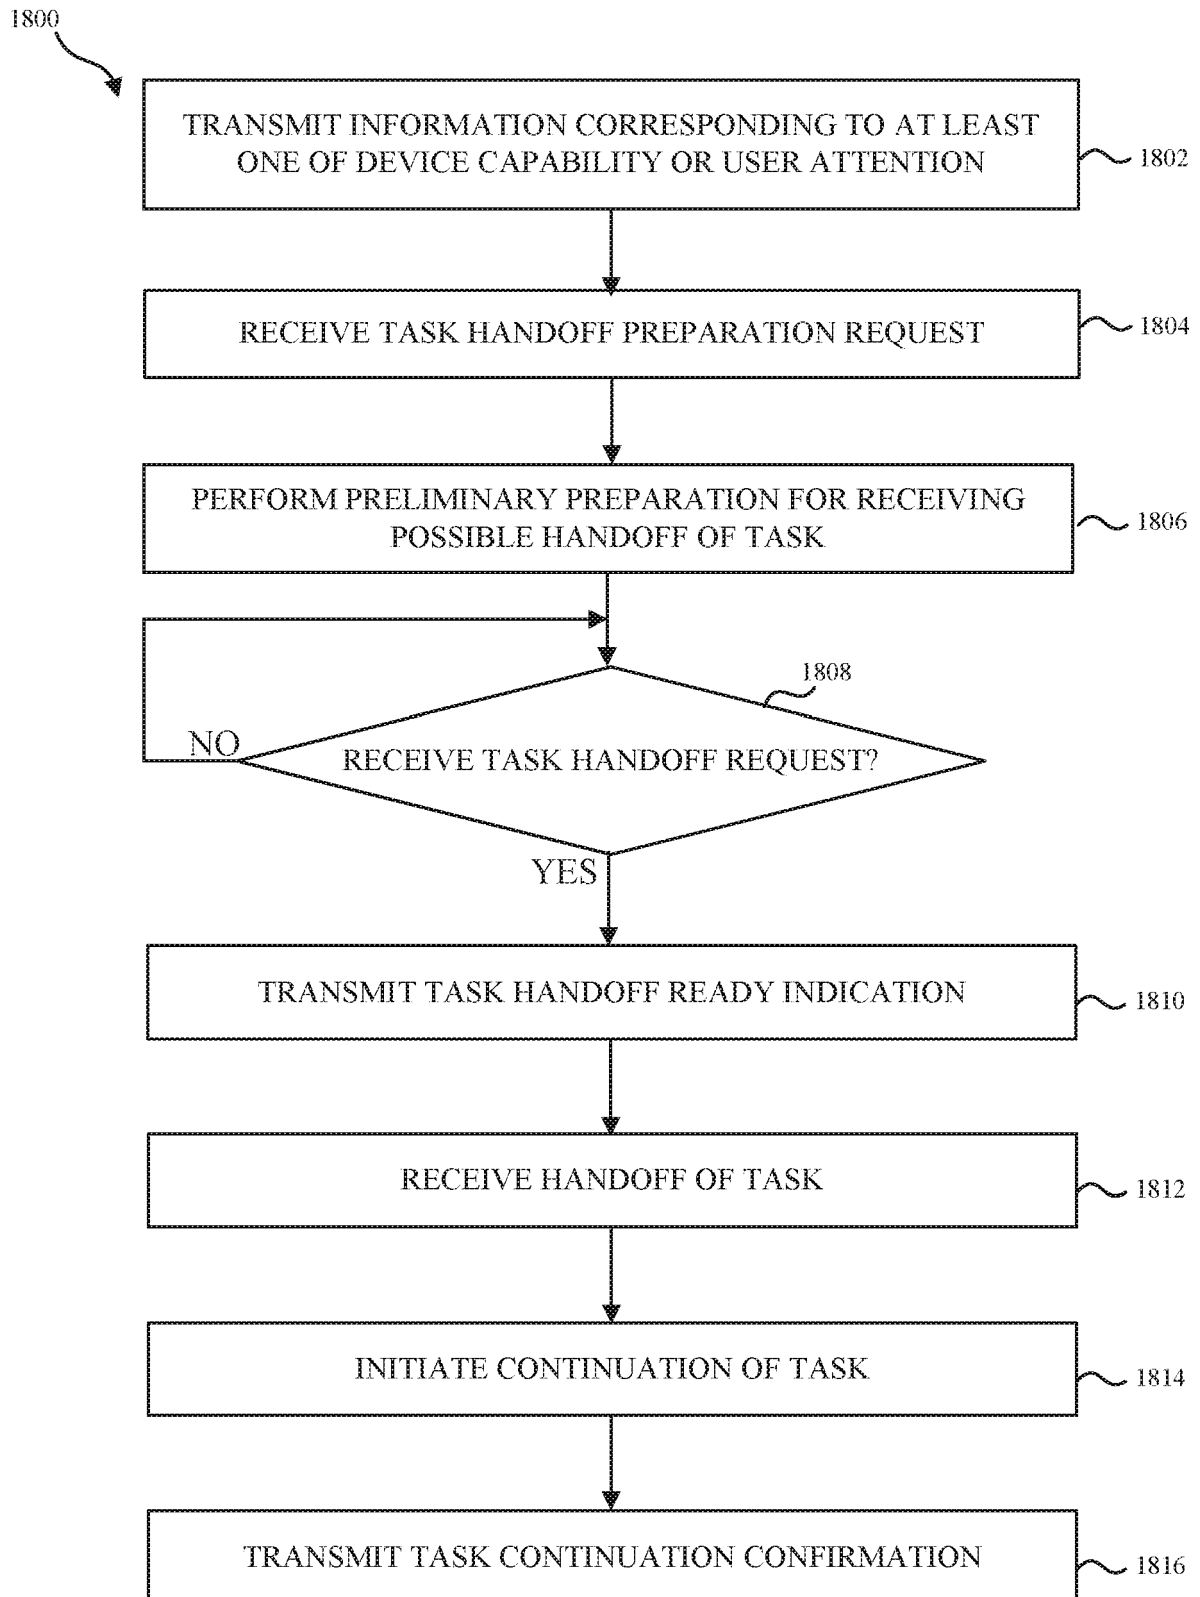 1800
TRANSMIT INFORMATION CORRESPONDING TO AT LEAST
ONE OF DEVICE CAPABILITY OR USER ATTENTION
1802
RECEIVE TASK HANDOFF PREPARATION REQUEST
1804
PERFORM PRELIMINARY PREPARATION FOR RECEIVING
POSSIBLE HANDOFF OF TASK
1806
1808
NO
RECEIVE TASK HANDOFF REQUEST?
YES
TRANSMIT TASK HANDOFF READY INDICATION
1810
RECEIVE HANDOFF OF TASK
1812
INITIATE CONTINUATION OF TASK
1814
TRANSMIT TASK CONTINUATION CONFIRMATION
1816